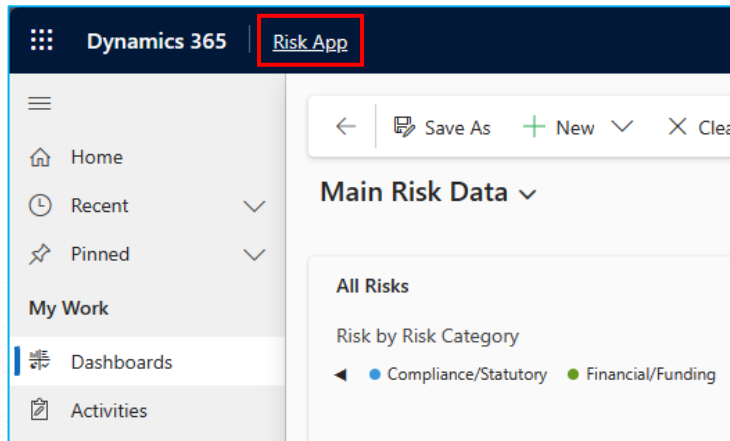 Dynamics 365 Risk App
Save As New Clea
Home
Recent
Pinned
My Work
Dashboards
Activities
Main Risk Data
All Risks
Risk by Risk Category
Compliance/Statutory Financial/Funding